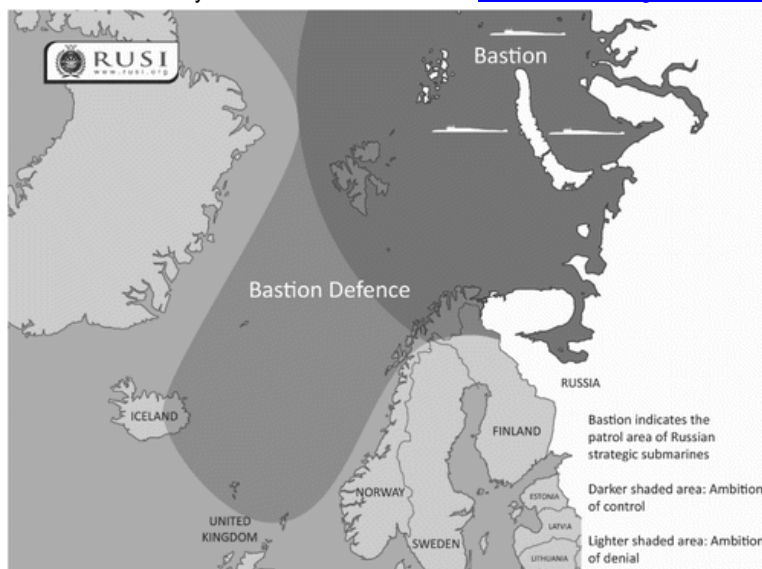 RUSI
www.rusi.org
Bastion
Bastion Defence
ICELAND
RUSSIA
FINLAND
Bastion indicates the
patrol area of Russian
strategic submarines
NORWAY
ESTONIA
Darker shaded area: Ambition
of control
UNITED
KINGDOM
SWEDEN
LATVIA
LITHUANIA
Lighter shaded area: Ambition
of denial